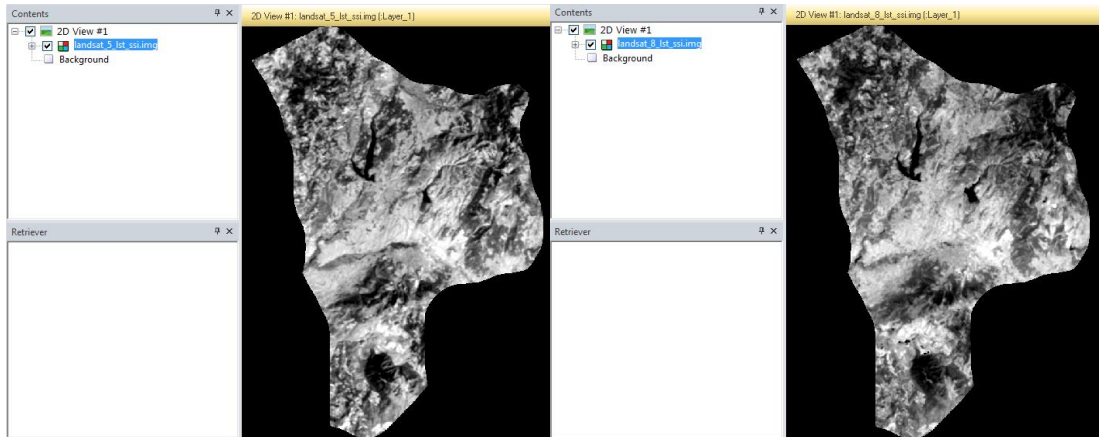 Contents
2D View #1
landsat_5_lst_ssi.img
Background
Retriever
2D View #1: landsat_5_lst_ssi.img (:Layer_1)
Contents
2D View #1
landsat_8_lst_ssi.img
Background
Retriever
2D View #1: landsat_8_lst_ssi.img (:Layer_1)